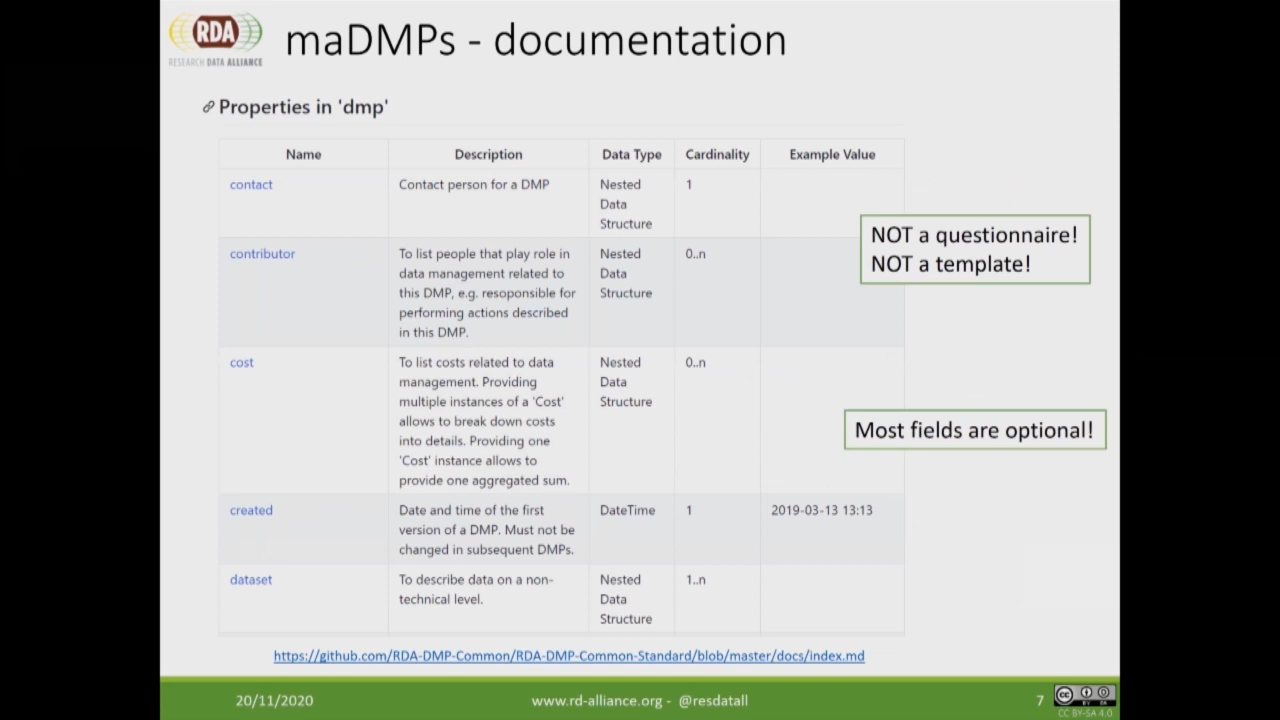 RDA
RESEARCH DATA ALLIANCE
maDMPs - documentation
Properties in 'dmp'
Name Description Data Type Cardinality Example Value
contact Contact person for a DMP Nested 1
Data
Structure
contributor To list people that play role in Nested 0..n
data management related to Data
this DMP, e.g. resoponsible for Structure
performing actions described
in this DMP.
NOT a questionnaire!
NOT a template!
cost To list costs related to data Nested 0..n
management. Providing Data
multiple instances of a 'Cost' Structure
allows to break down costs
into details. Providing one
'Cost' instance allows to
provide one aggregated sum.
Most fields are optional!
created Date and time of the first DateTime 1 2019-03-13 13:13
version of a DMP. Must not be
changed in subsequent DMPs.
dataset To describe data on a non- Nested 1..n
technical level. Data
Structure
https://github.com/RDA-DMP-Common/RDA-DMP-Common-Standard/blob/master/docs/index.md
20/11/2020 www.rd-alliance.org - @resdatall 7
cc BY SA
CC BY-SA 4.0